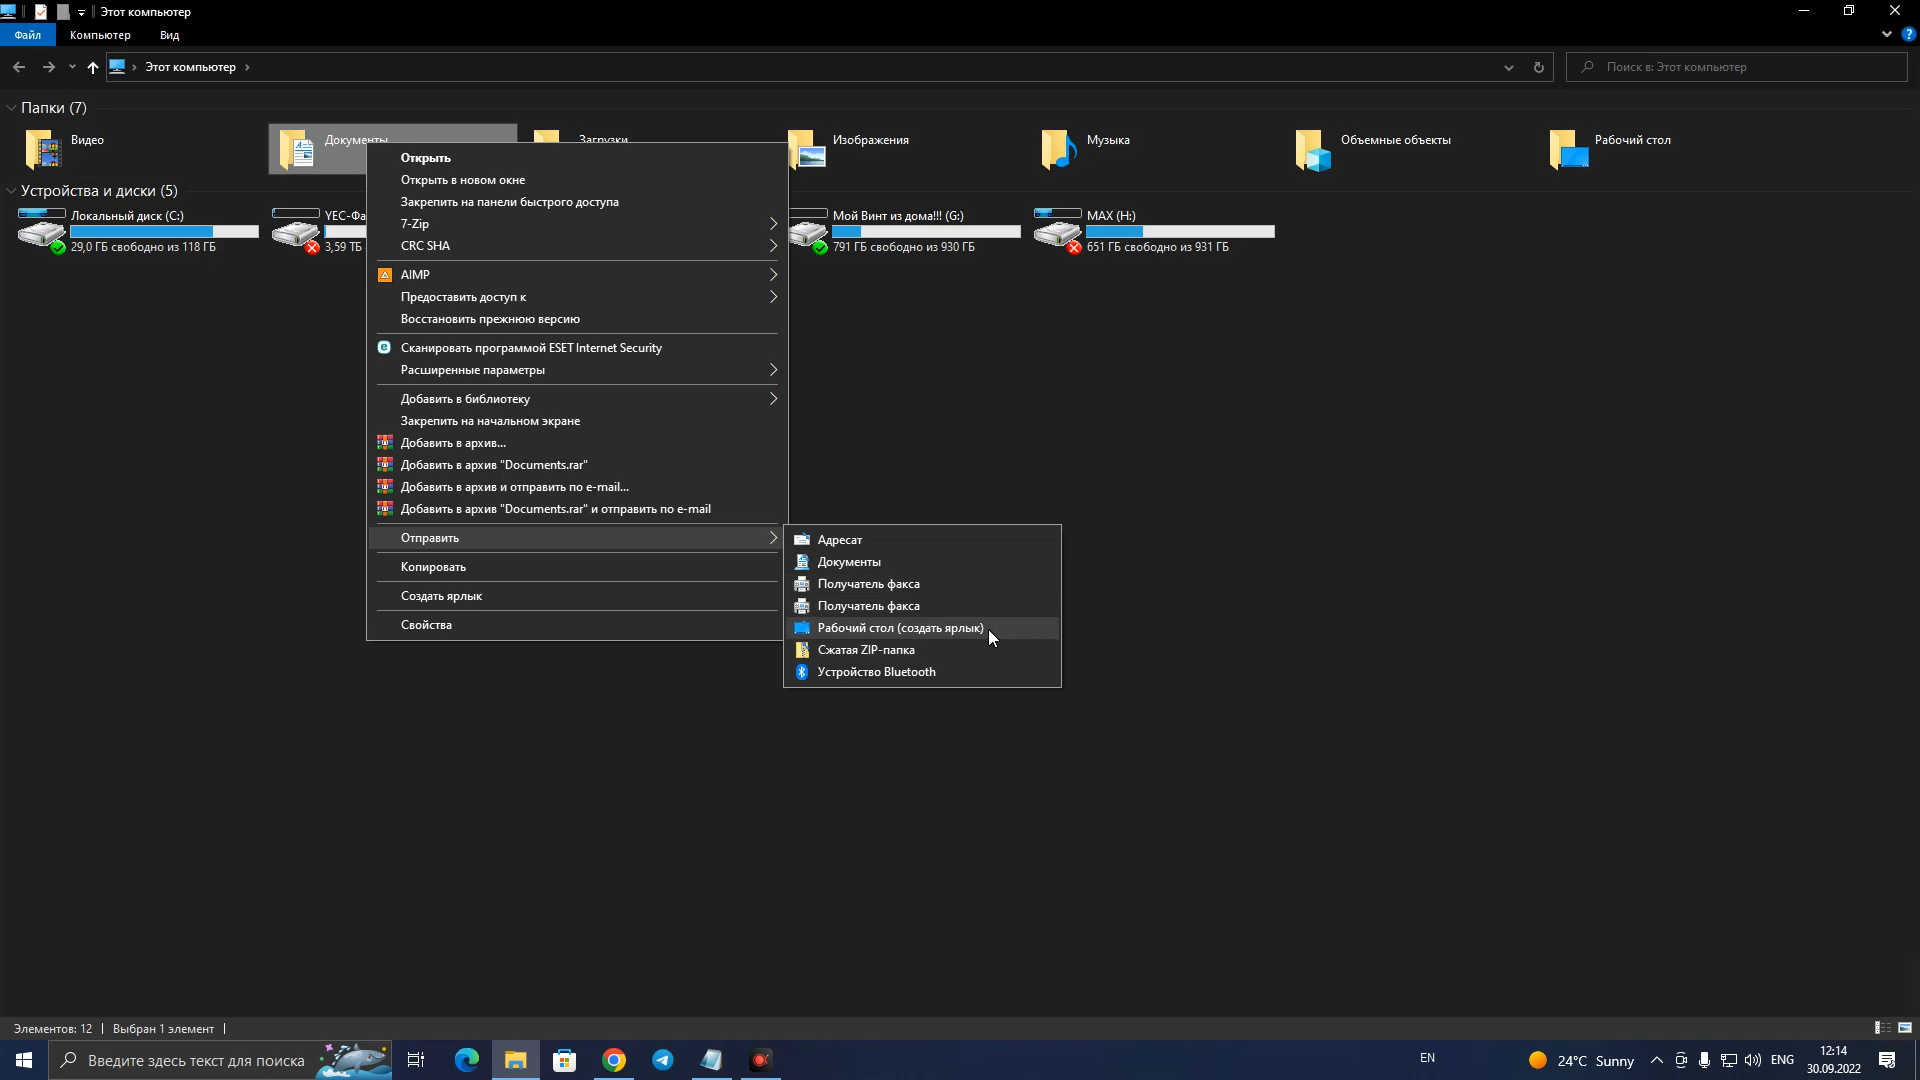 Этот компьютер
Файл
Компьютер
Вид
Этот компьютер
Поиск в: Этот компьютер
Папки (7)
Видео
Документы
Загрузки
Изображения
Музыка
Объемные объекты
Рабочий стол
Устройства и диски (5)
Локальный диск (C:)
29,0 ГБ свободно из 118 ГБ
3,59 ТБ
Мой Винт из дома!!! (G:)
791 ГБ свободно из 930 ГБ
MAX (H:)
651 ГБ свободно из 931 ГБ
Открыть
Открыть в новом окне
Закрепить на панели быстрого доступа
7-Zip
CRC SHA
AIMP
Предоставить доступ к
Восстановить прежнюю версию
Сканировать программой ESET Internet Security
Расширенные параметры
Добавить в библиотеку
Закрепить на начальном экране
Добавить в архив...
Добавить в архив "Documents.rar"
Добавить в архив и отправить по e-mail...
Добавить в архив "Documents.rar" и отправить по e-mail
Отправить
Копировать
Создать ярлык
Свойства
Адресат
Документы
Получатель факса
Получатель факса
Рабочий стол (создать ярлык)
Сжатая ZIP-папка
Устройство Bluetooth
Элементов: 12
Выбран 1 элемент
Введите здесь текст для поиска
EN
24°C Sunny
ENG
12:14
30.09.2022